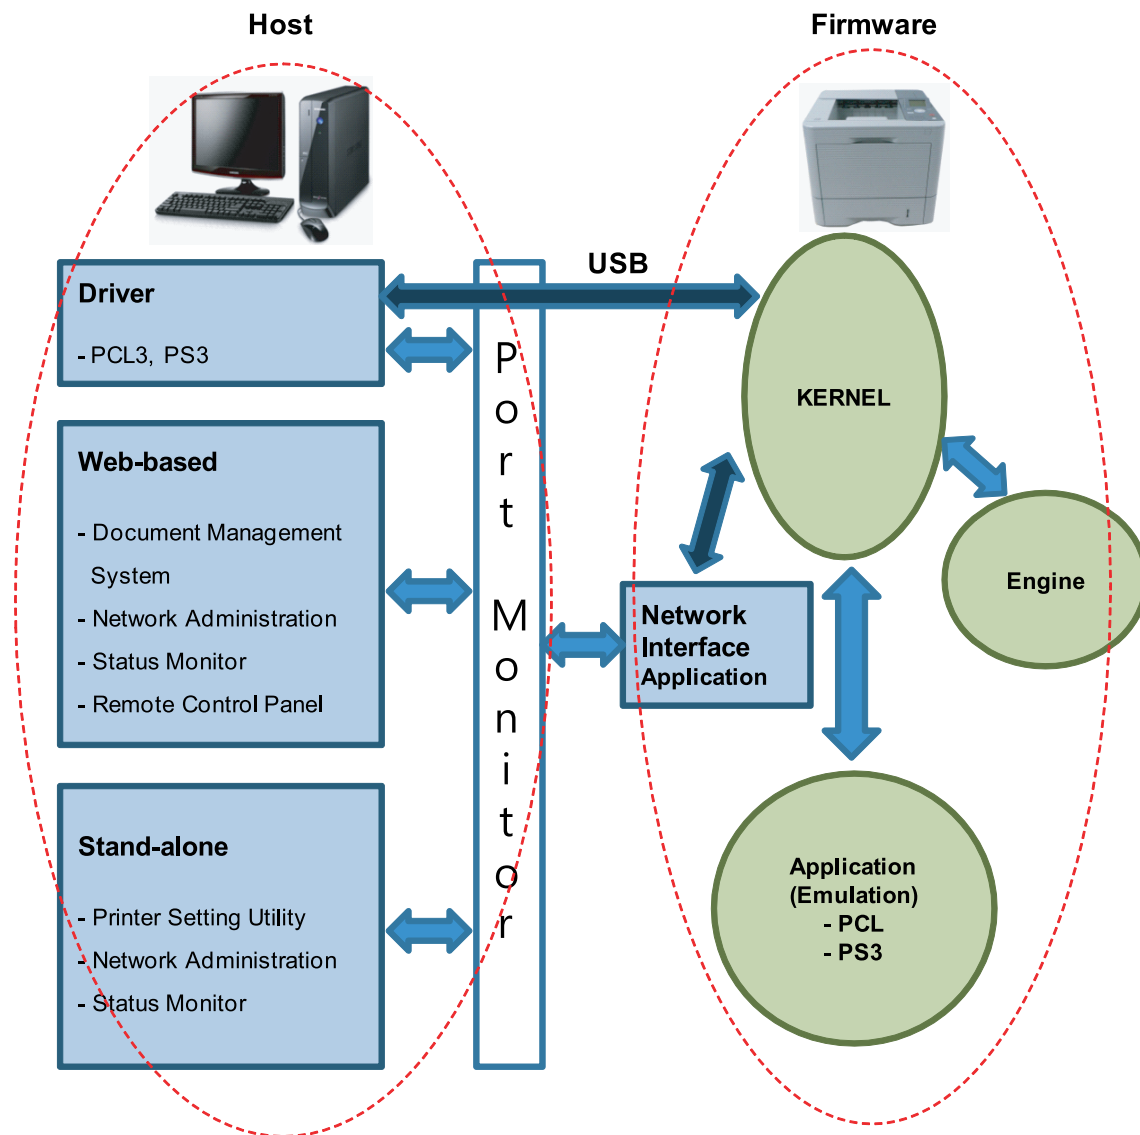 Host
Firmware
USB
Driver
- PCL3, PS3
Web-based
- Document Management
System
- Network Administration
- Status Monitor
- Remote Control Panel
Stand-alone
- Printer Setting Utility
- Network Administration
- Status Monitor
Port Monitor
KERNEL
Engine
Network
Interface
Application
Application
(Emulation)
- PCL
- PS3